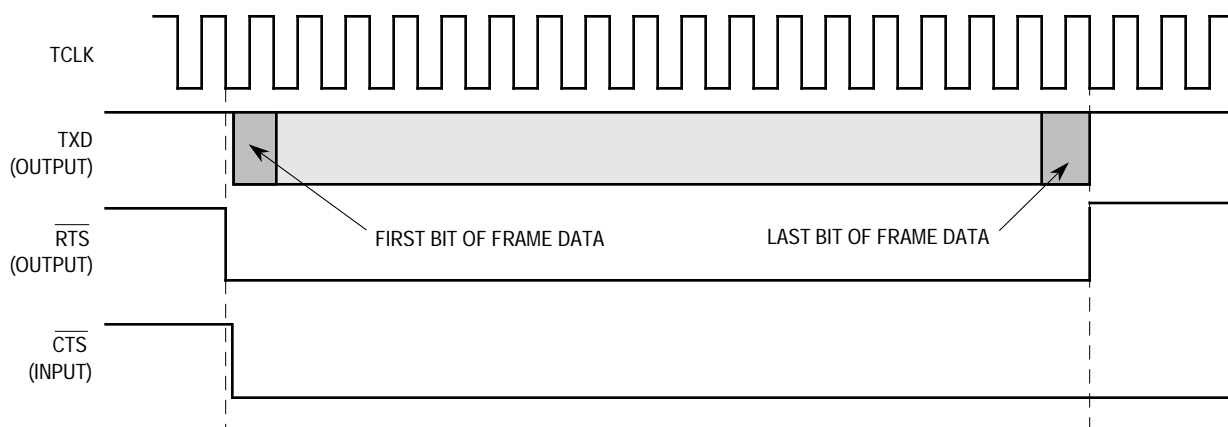 TCLK
TXD
(OUTPUT)
RTS
(OUTPUT)
FIRST BIT OF FRAME DATA
LAST BIT OF FRAME DATA
CTS
(INPUT)